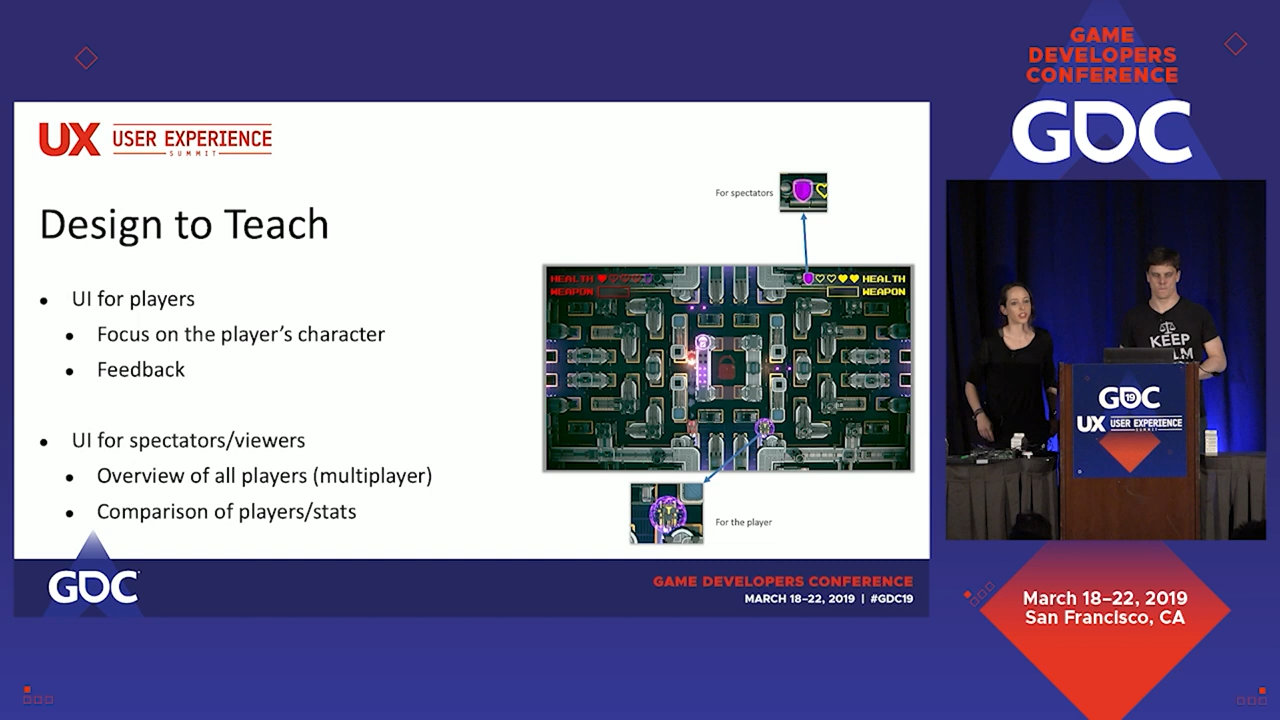 GAME
DEVELOPERS
CONFERENCE
GDC
UX USER EXPERIENCE
SUMMIT
Design to Teach
• UI for players
• Focus on the player's character
• Feedback
• UI for spectators/viewers
• Overview of all players (multiplayer)
• Comparison of players/stats
For spectators
HEALTH
HEALTH
WEAPON
WEAPON
For the player
GDC
GAME DEVELOPERS CONFERENCE
MARCH 18–22, 2019 | #GDC19
KEEP
GDC
19
UX USER EXPERIENCE
SUMMIT
March 18–22, 2019
San Francisco, CA